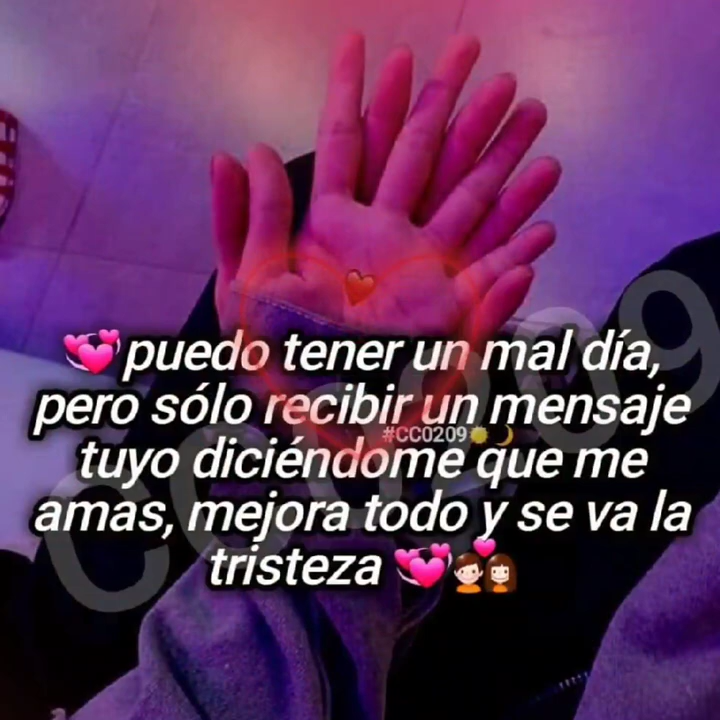 💞puedo tener un mal día,
pero sólo recibir un mensaje
#CC0209☀️🌙
tuyo diciéndome que me
amas, mejora todo y se va la
tristeza 💞💑
CC0209